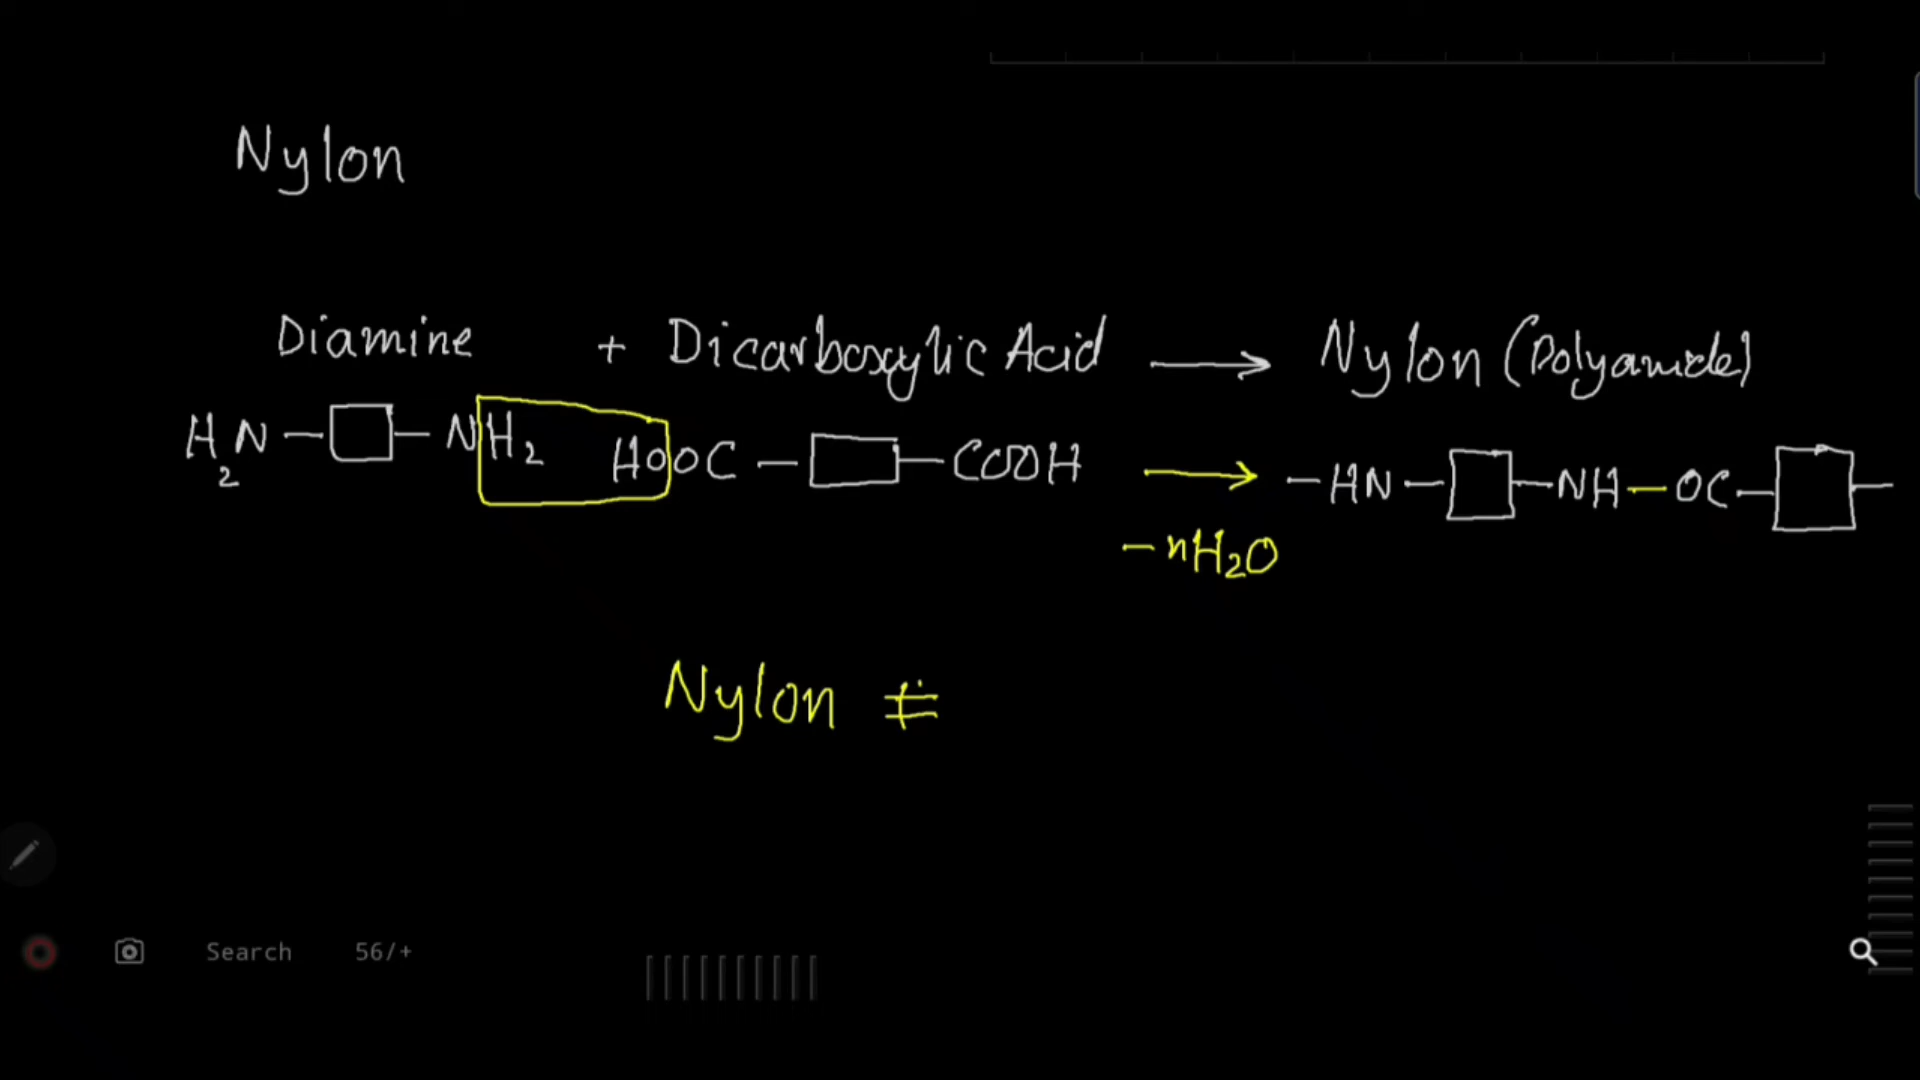 Nylon
Diamine + Dicarboxylic Acid → Nylon (Polyamide)
H₂N – □ – NH₂ HOOC – □ – COOH → – HN – □ – NH – OC – □ –
– nH₂O
Nylon #
Search 56/+